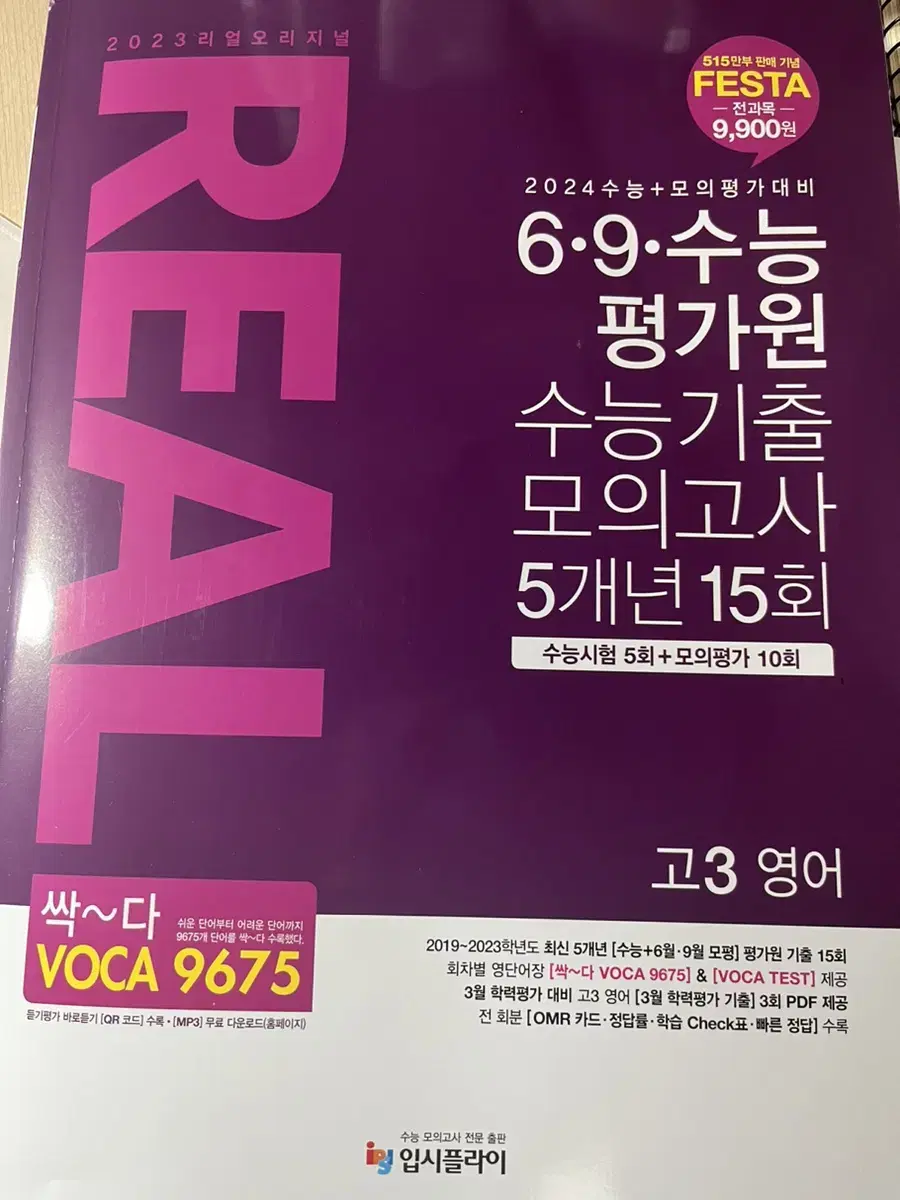 2023리얼오리지널
REAL
515만부 판매 기념
FESTA
전과목
9,900원
2024수능+모의평가대비
6·9·수능
평가원
수능기출
모의고사
5개년 15회
수능시험 5회+모의평가 10회
고3 영어
싹~다
쉬운 단어부터 어려운 단어까지
9675개 단어를 싹~다 수록했다.
VOCA 9675
듣기평가 바로듣기 [QR 코드] 수록·[MP3] 무료 다운로드(홈페이지)
2019~2023학년도 최신 5개년 [수능+6월·9월 모평] 평가원 기출 15회
회차별 영단어장 [싹~다 VOCA 9675] & [VOCA TEST] 제공
3월 학력평가 대비 고3 영어 [3월 학력평가 기출] 3회 PDF 제공
전 회분 [OMR 카드·정답률·학습 Check표·빠른 정답] 수록
수능 모의고사 전문 출판
ipsi 입시플라이